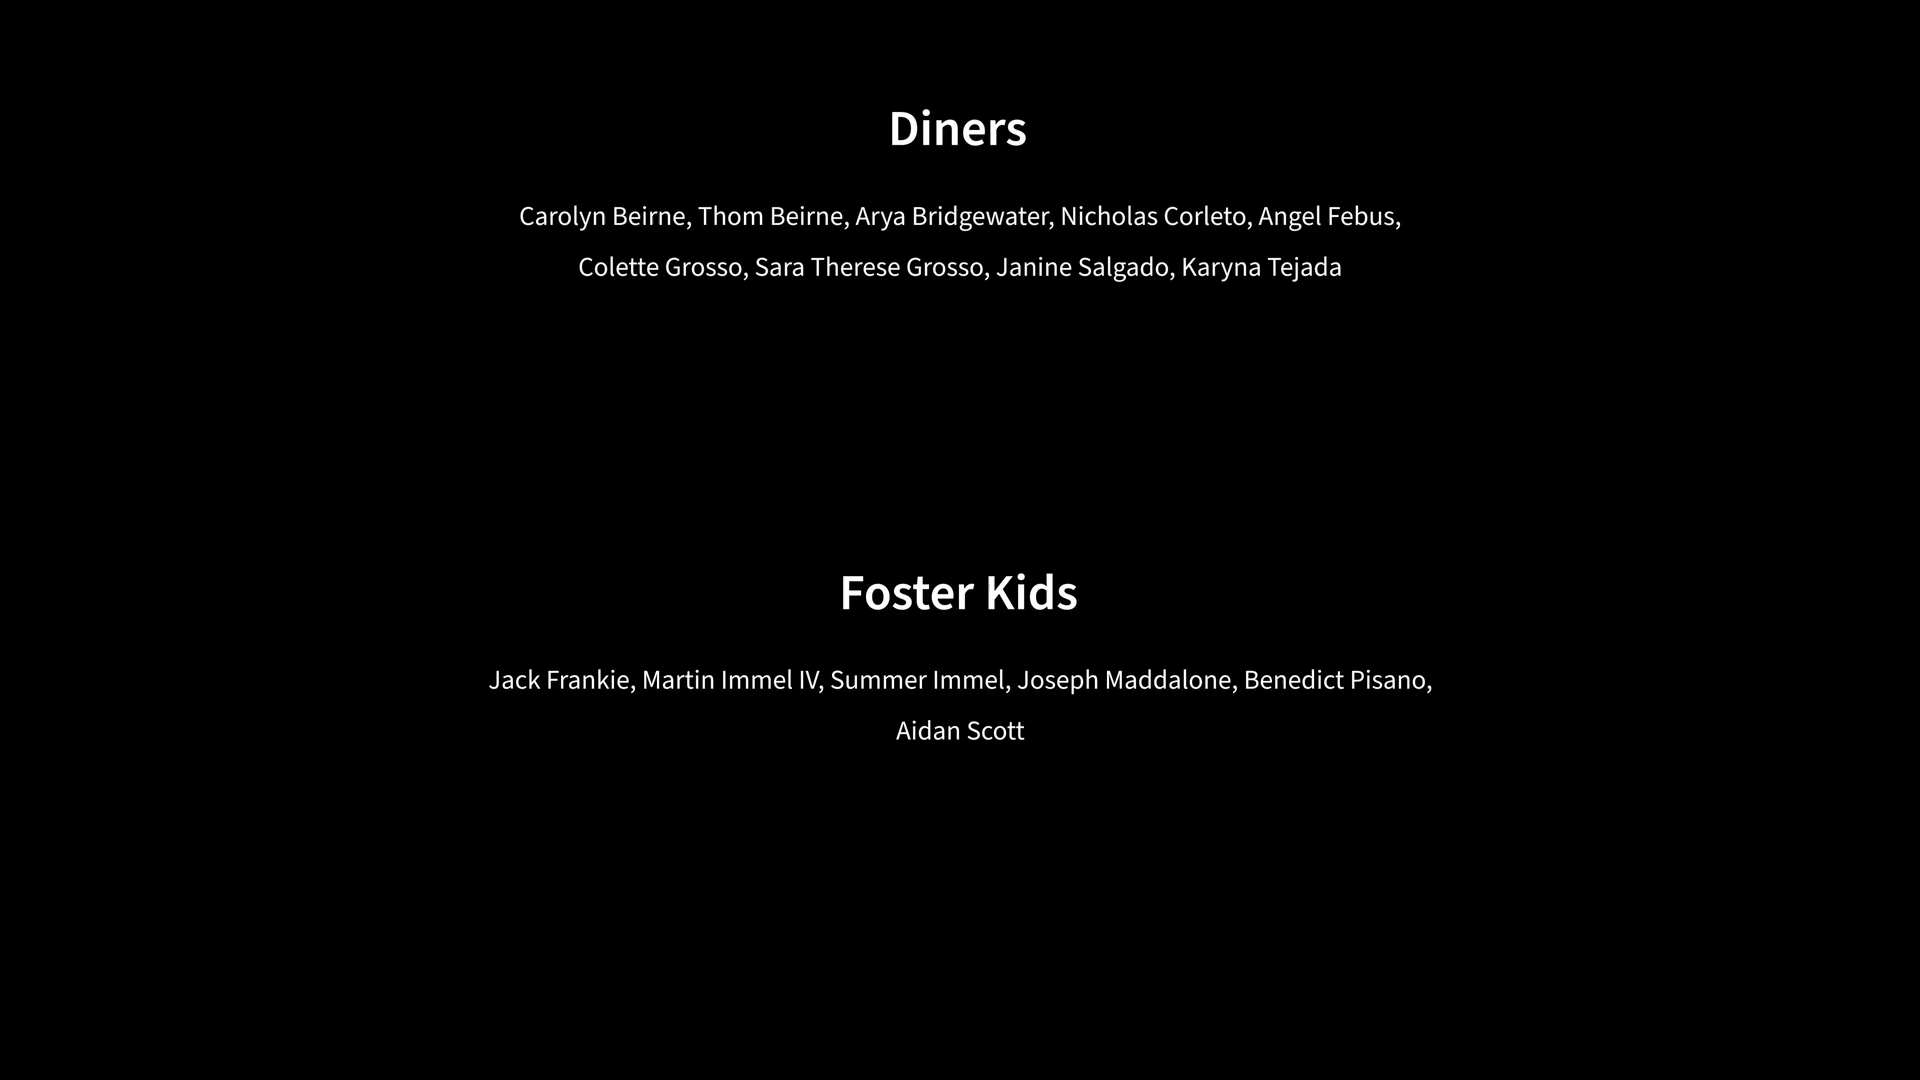 Diners
Carolyn Beirne, Thom Beirne, Arya Bridgewater, Nicholas Corleto, Angel Febus,
Colette Grosso, Sara Therese Grosso, Janine Salgado, Karyna Tejada
Foster Kids
Jack Frankie, Martin Immel IV, Summer Immel, Joseph Maddalone, Benedict Pisano,
Aidan Scott